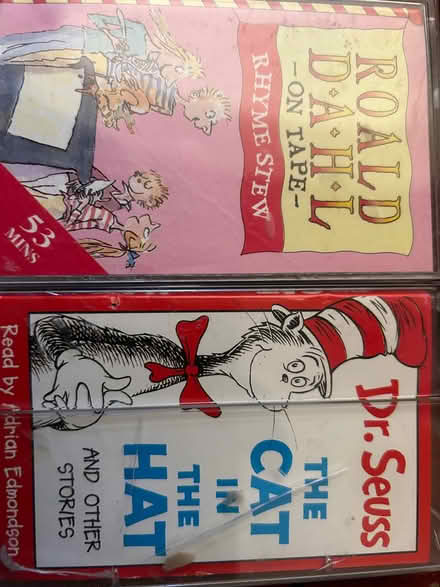 ROALD
DAHL
- ON TAPE -
RHYME STEW
53
MINS
Dr. Seuss
THE
CAT
IN
THE
HAT
AND OTHER
STORIES
Read by Adrian Edmondson